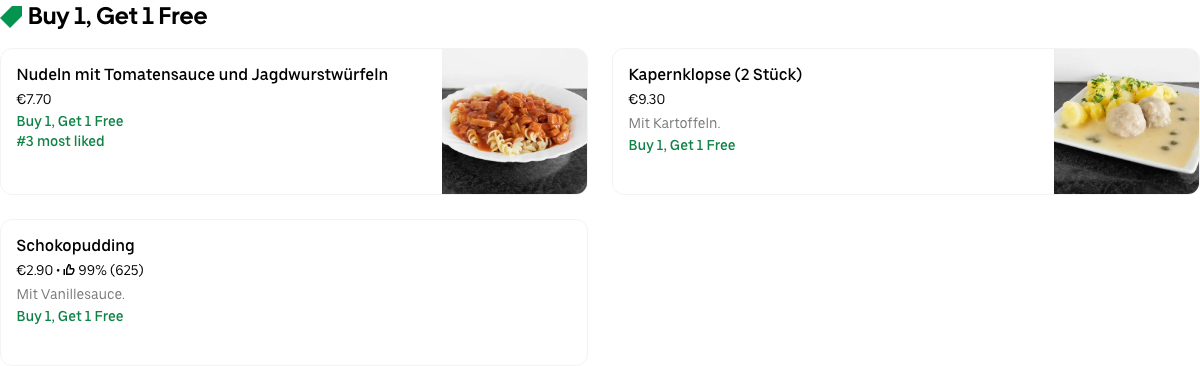 Buy 1, Get 1 Free
Nudeln mit Tomatensauce und Jagdwurstwürfeln
€7.70
Buy 1, Get 1 Free
#3 most liked
Kapernklopse (2 Stück)
€9.30
Mit Kartoffeln.
Buy 1, Get 1 Free
Schokopudding
€2.90 • 99% (625)
Mit Vanillesauce.
Buy 1, Get 1 Free